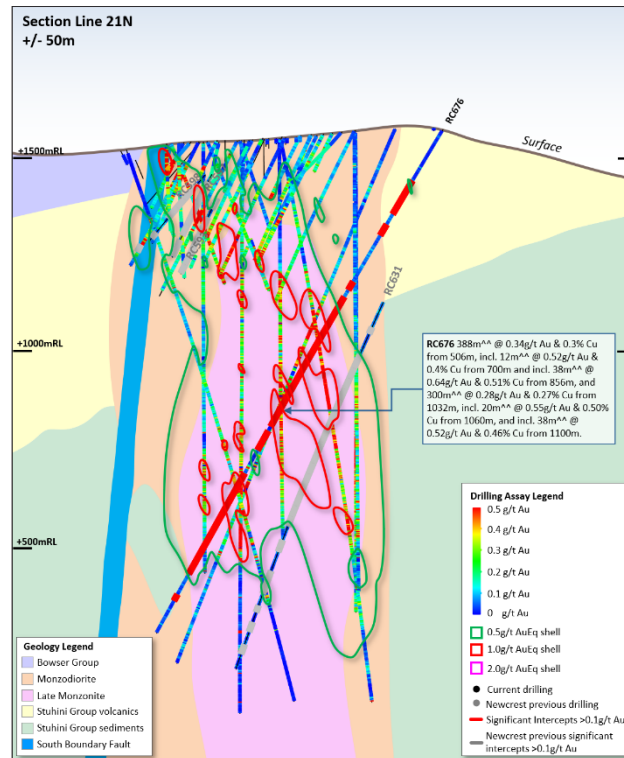 Section Line 21N
+/- 50m
RC676
Surface
+1500mRL
RC631
+1000mRL
RC676 388m^^ @ 0.34g/t Au & 0.3% Cu
from 506m, incl. 12m^^ @ 0.52g/t Au &
0.4% Cu from 700m and incl. 38m^^ @
0.64g/t Au & 0.51% Cu from 856m, and
300m^^ @ 0.28g/t Au & 0.27% Cu from
1032m, incl. 20m^^ @ 0.55g/t Au & 0.50%
Cu from 1060m, and incl. 38m^^ @
0.52g/t Au & 0.46% Cu from 1100m.
+500mRL
Drilling Assay Legend
0.5 g/t Au
0.4 g/t Au
0.3 g/t Au
0.2 g/t Au
0.1 g/t Au
0 g/t Au
0.5g/t AuEq shell
1.0g/t AuEq shell
2.0g/t AuEq shell
Current drilling
Newcrest previous drilling
Significant Intercepts >0.1g/t Au
Newcrest previous significant
intercepts >0.1g/t Au
Geology Legend
Bowser Group
Monzodiorite
Late Monzonite
Stuhini Group volcanics
Stuhini Group sediments
South Boundary Fault